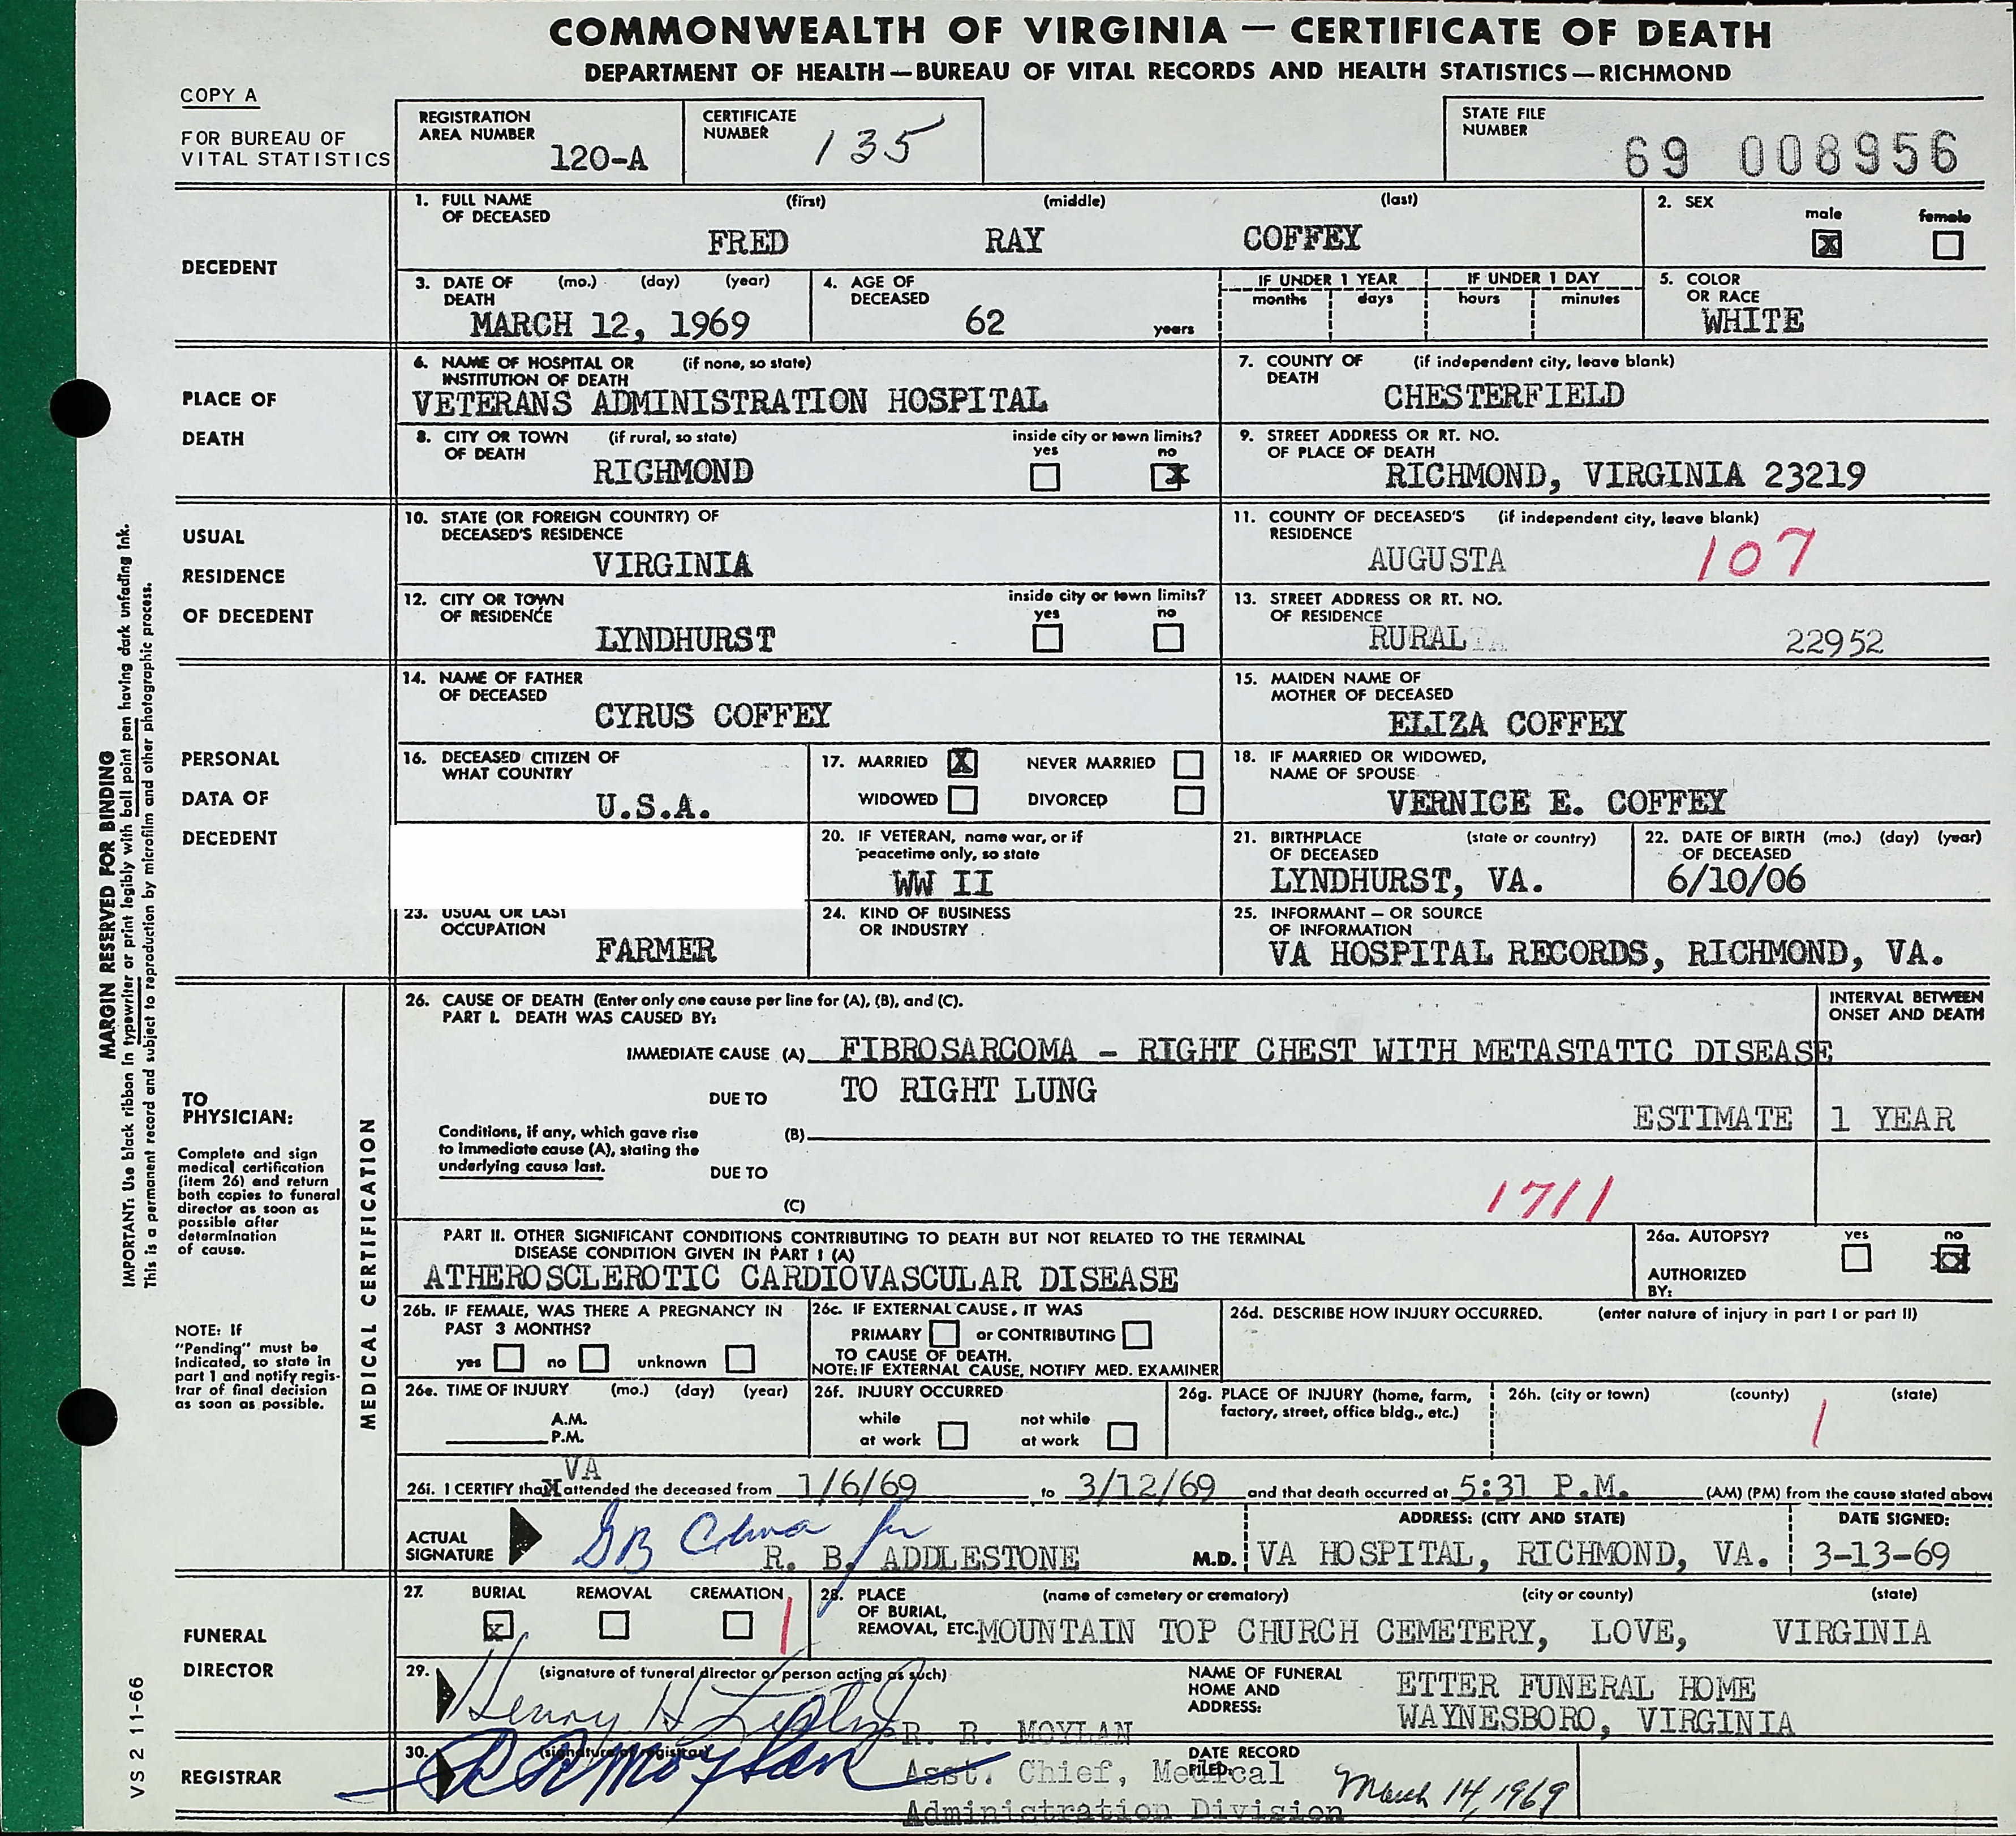 COMMONWEALTH OF VIRGINIA — CERTIFICATE OF DEATH
DEPARTMENT OF HEALTH—BUREAU OF VITAL RECORDS AND HEALTH STATISTICS—RICHMOND
COPY A
FOR BUREAU OF
VITAL STATISTICS
REGISTRATION
AREA NUMBER
120-A
CERTIFICATE
NUMBER
135
STATE FILE
NUMBER
69 008956
DECEDENT
1. FULL NAME
OF DECEASED
(first) (middle) (last)
FRED RAY COFFEY
2. SEX
male female
X
3. DATE OF (mo.) (day) (year)
DEATH
MARCH 12, 1969
4. AGE OF
DECEASED
62 years
IF UNDER 1 YEAR
months days
IF UNDER 1 DAY
hours minutes
5. COLOR
OR RACE
WHITE
PLACE OF
DEATH
6. NAME OF HOSPITAL OR (if none, so state)
INSTITUTION OF DEATH
VETERANS ADMINISTRATION HOSPITAL
7. COUNTY OF (if independent city, leave blank)
DEATH
CHESTERFIELD
8. CITY OR TOWN (if rural, so state)
OF DEATH
RICHMOND
inside city or town limits?
yes no
X
9. STREET ADDRESS OR RT. NO.
OF PLACE OF DEATH
RICHMOND, VIRGINIA 23219
USUAL
RESIDENCE
OF DECEDENT
10. STATE (OR FOREIGN COUNTRY) OF
DECEASED'S RESIDENCE
VIRGINIA
11. COUNTY OF DECEASED'S (if independent city, leave blank)
RESIDENCE
AUGUSTA 107
12. CITY OR TOWN
OF RESIDENCE
LYNDHURST
inside city or town limits?
yes no
13. STREET ADDRESS OR RT. NO.
OF RESIDENCE
RURAL 22952
PERSONAL
DATA OF
DECEDENT
14. NAME OF FATHER
OF DECEASED
CYRUS COFFEY
15. MAIDEN NAME OF
MOTHER OF DECEASED
ELIZA COFFEY
16. DECEASED CITIZEN OF
WHAT COUNTRY
U.S.A.
17. MARRIED X NEVER MARRIED
WIDOWED DIVORCED
18. IF MARRIED OR WIDOWED,
NAME OF SPOUSE
VERNICE E. COFFEY
20. IF VETERAN, name war, or if
peacetime only, so state
WW II
21. BIRTHPLACE (state or country)
OF DECEASED
LYNDHURST, VA.
22. DATE OF BIRTH (mo.) (day) (year)
OF DECEASED
6/10/06
23. USUAL OR LAST
OCCUPATION
FARMER
24. KIND OF BUSINESS
OR INDUSTRY
25. INFORMANT — OR SOURCE
OF INFORMATION
VA HOSPITAL RECORDS, RICHMOND, VA.
MARGIN RESERVED FOR BINDING
IMPORTANT: Use black ribbon in typewriter or print legibly with ball point pen having dark unfading ink.
This is a permanent record and subject to reproduction by microfilm and other photographic process.
TO
PHYSICIAN:
Complete and sign
medical certification
(item 26) and return
both copies to funeral
director as soon as
possible after
determination
of cause.
NOTE: If
"Pending" must be
indicated, so state in
part 1 and notify regis-
trar of final decision
as soon as possible.
MEDICAL CERTIFICATION
26. CAUSE OF DEATH (Enter only one cause per line for (A), (B), and (C).
PART I. DEATH WAS CAUSED BY:
INTERVAL BETWEEN
ONSET AND DEATH
IMMEDIATE CAUSE (A) FIBROSARCOMA - RIGHT CHEST WITH METASTATIC DISEASE
DUE TO TO RIGHT LUNG
ESTIMATE 1 YEAR
Conditions, if any, which gave rise
to immediate cause (A), stating the
underlying cause last.
(B)
DUE TO
(C)
1711
PART II. OTHER SIGNIFICANT CONDITIONS CONTRIBUTING TO DEATH BUT NOT RELATED TO THE TERMINAL
DISEASE CONDITION GIVEN IN PART I (A)
ATHEROSCLEROTIC CARDIOVASCULAR DISEASE
26a. AUTOPSY? yes no
X
AUTHORIZED
BY:
26b. IF FEMALE, WAS THERE A PREGNANCY IN
PAST 3 MONTHS?
yes no unknown
26c. IF EXTERNAL CAUSE, IT WAS
PRIMARY or CONTRIBUTING
TO CAUSE OF DEATH.
NOTE: IF EXTERNAL CAUSE, NOTIFY MED. EXAMINER
26d. DESCRIBE HOW INJURY OCCURRED. (enter nature of injury in part I or part II)
26e. TIME OF INJURY (mo.) (day) (year)
A.M.
P.M.
26f. INJURY OCCURRED
while not while
at work at work
26g. PLACE OF INJURY (home, farm,
factory, street, office bldg., etc.)
26h. (city or town) (county) (state)
1
VA
26i. I CERTIFY that attended the deceased from 1/6/69 to 3/12/69 and that death occurred at 5:31 P.M. (AM) (PM) from the cause stated above
ACTUAL
SIGNATURE
for
R. B. ADDLESTONE M.D.
ADDRESS: (CITY AND STATE)
VA HOSPITAL, RICHMOND, VA.
DATE SIGNED:
3-13-69
FUNERAL
DIRECTOR
27. BURIAL REMOVAL CREMATION
x 1
28. PLACE (name of cemetery or crematory) (city or county) (state)
OF BURIAL,
REMOVAL, ETC. MOUNTAIN TOP CHURCH CEMETERY, LOVE, VIRGINIA
29. (signature of funeral director or person acting as such)
Henry H
NAME OF FUNERAL
HOME AND
ADDRESS:
ETTER FUNERAL HOME
WAYNESBORO, VIRGINIA
REGISTRAR
30. (signature of registrar)
R R Moylan
R. R. MOYLAN
Asst. Chief, Medical
Administration Division
DATE RECORD
FILED:
March 14, 1969
VS 2 11-66